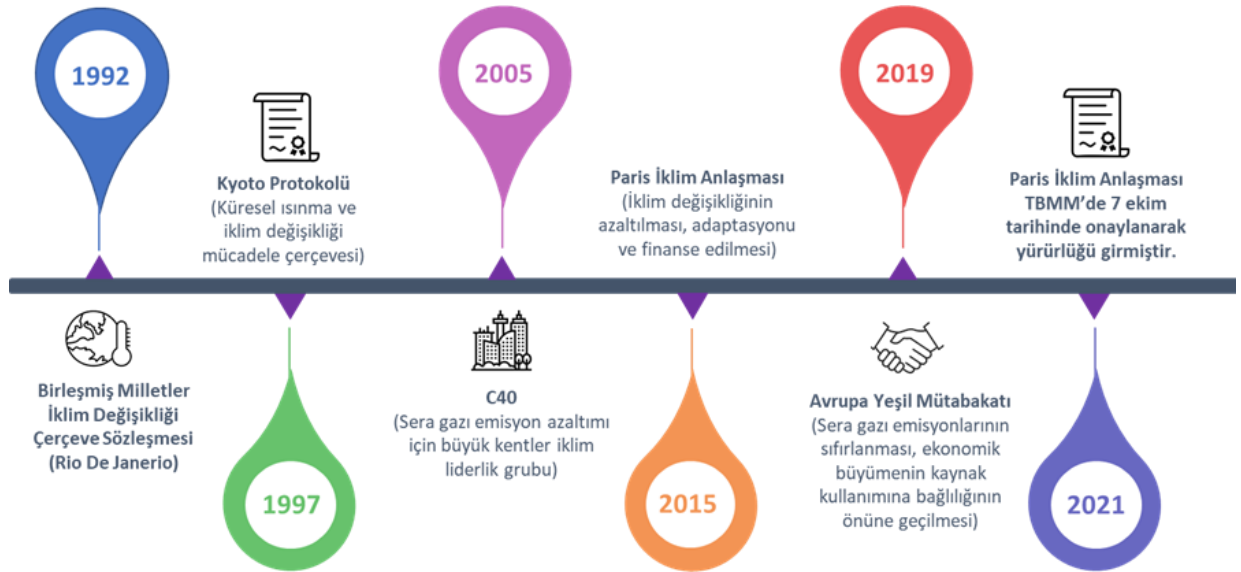 1992
Birleşmiş Milletler
İklim Değişikliği
Çerçeve Sözleşmesi
(Rio De Janerio)
Kyoto Protokolü
(Küresel ısınma ve
iklim değişikliği
mücadele çerçevesi)
1997
2005
C40
(Sera gazı emisyon azaltımı
için büyük kentler iklim
liderlik grubu)
Paris İklim Anlaşması
(İklim değişikliğinin
azaltılması, adaptasyonu
ve finanse edilmesi)
2015
2019
Avrupa Yeşil Mütabakatı
(Sera gazı emisyonlarının
sıfırlanması, ekonomik
büyümenin kaynak
kullanımına bağlılığının
önüne geçilmesi)
Paris İklim Anlaşması
TBMM’de 7 ekim
tarihinde onaylanarak
yürürlüğü girmiştir.
2021